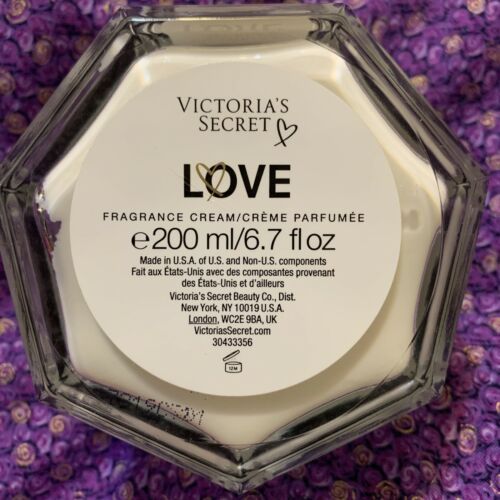 VICTORIA'S
SECRET
LOVE
FRAGRANCE CREAM/CRÈME PARFUMÉE
℮200 ml/6.7 fl oz
Made in U.S.A. of U.S. and Non-U.S. components
Fait aux États-Unis avec des composantes provenant
des États-Unis et d'ailleurs
Victoria's Secret Beauty Co., Dist.
New York, NY 10019 U.S.A.
London, WC2E 9BA, UK
VictoriasSecret.com
30433356
12M